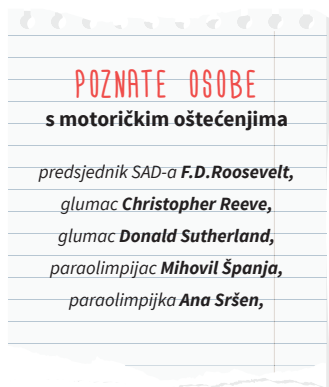 POZNATE OSOBE
s motoričkim oštećenjima
predsjednik SAD-a F.D.Roosevelt,
glumac Christopher Reeve,
glumac Donald Sutherland,
paraolimpijac Mihovil Španja,
paraolimpijka Ana Sršen,